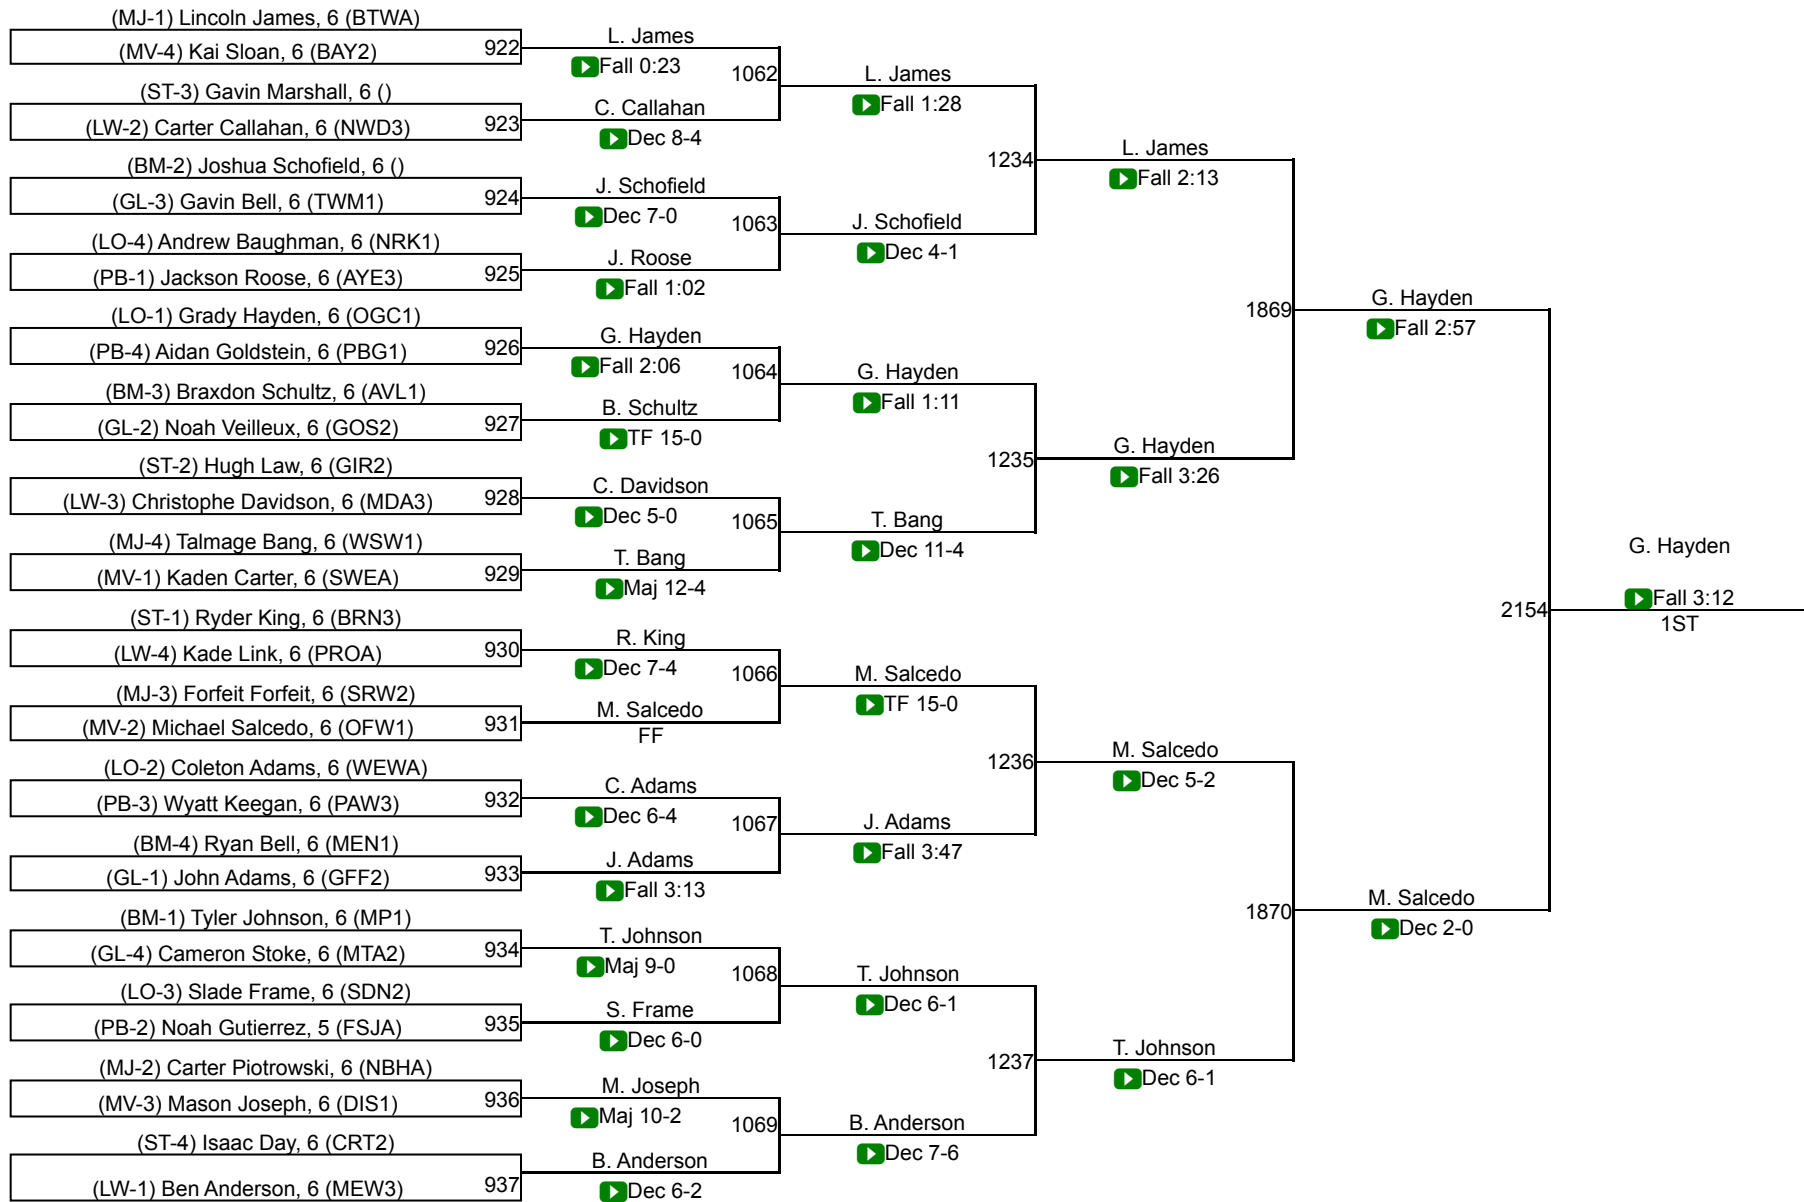 (MJ-1) Lincoln James, 6 (BTWA)
(MV-4) Kai Sloan, 6 (BAY2)
922
(ST-3) Gavin Marshall, 6 ()
(LW-2) Carter Callahan, 6 (NWD3)
923
(BM-2) Joshua Schofield, 6 ()
(GL-3) Gavin Bell, 6 (TWM1)
924
(LO-4) Andrew Baughman, 6 (NRK1)
(PB-1) Jackson Roose, 6 (AYE3)
925
(LO-1) Grady Hayden, 6 (OGC1)
(PB-4) Aidan Goldstein, 6 (PBG1)
926
(BM-3) Braxdon Schultz, 6 (AVL1)
(GL-2) Noah Veilleux, 6 (GOS2)
927
(ST-2) Hugh Law, 6 (GIR2)
(LW-3) Christophe Davidson, 6 (MDA3)
928
(MJ-4) Talmage Bang, 6 (WSW1)
(MV-1) Kaden Carter, 6 (SWEA)
929
(ST-1) Ryder King, 6 (BRN3)
(LW-4) Kade Link, 6 (PROA)
930
(MJ-3) Forfeit Forfeit, 6 (SRW2)
(MV-2) Michael Salcedo, 6 (OFW1)
931
(LO-2) Coleton Adams, 6 (WEWA)
(PB-3) Wyatt Keegan, 6 (PAW3)
932
(BM-4) Ryan Bell, 6 (MEN1)
(GL-1) John Adams, 6 (GFF2)
933
(BM-1) Tyler Johnson, 6 (MP1)
(GL-4) Cameron Stoke, 6 (MTA2)
934
(LO-3) Slade Frame, 6 (SDN2)
(PB-2) Noah Gutierrez, 5 (FSJA)
935
(MJ-2) Carter Piotrowski, 6 (NBHA)
(MV-3) Mason Joseph, 6 (DIS1)
936
(ST-4) Isaac Day, 6 (CRT2)
(LW-1) Ben Anderson, 6 (MEW3)
937
L. James
Fall 0:23
1062
C. Callahan
Dec 8-4
J. Schofield
Dec 7-0
1063
J. Roose
Fall 1:02
G. Hayden
Fall 2:06
1064
B. Schultz
TF 15-0
C. Davidson
Dec 5-0
1065
T. Bang
Maj 12-4
R. King
Dec 7-4
1066
M. Salcedo
FF
C. Adams
Dec 6-4
1067
J. Adams
Fall 3:13
T. Johnson
Maj 9-0
1068
S. Frame
Dec 6-0
M. Joseph
Maj 10-2
1069
B. Anderson
Dec 6-2
L. James
Fall 1:28
1234
J. Schofield
Dec 4-1
G. Hayden
Fall 1:11
1235
T. Bang
Dec 11-4
M. Salcedo
TF 15-0
1236
J. Adams
Fall 3:47
T. Johnson
Dec 6-1
1237
B. Anderson
Dec 7-6
L. James
Fall 2:13
1869
G. Hayden
Fall 3:26
M. Salcedo
Dec 5-2
1870
T. Johnson
Dec 6-1
G. Hayden
Fall 2:57
2154
M. Salcedo
Dec 2-0
G. Hayden
Fall 3:12
1ST